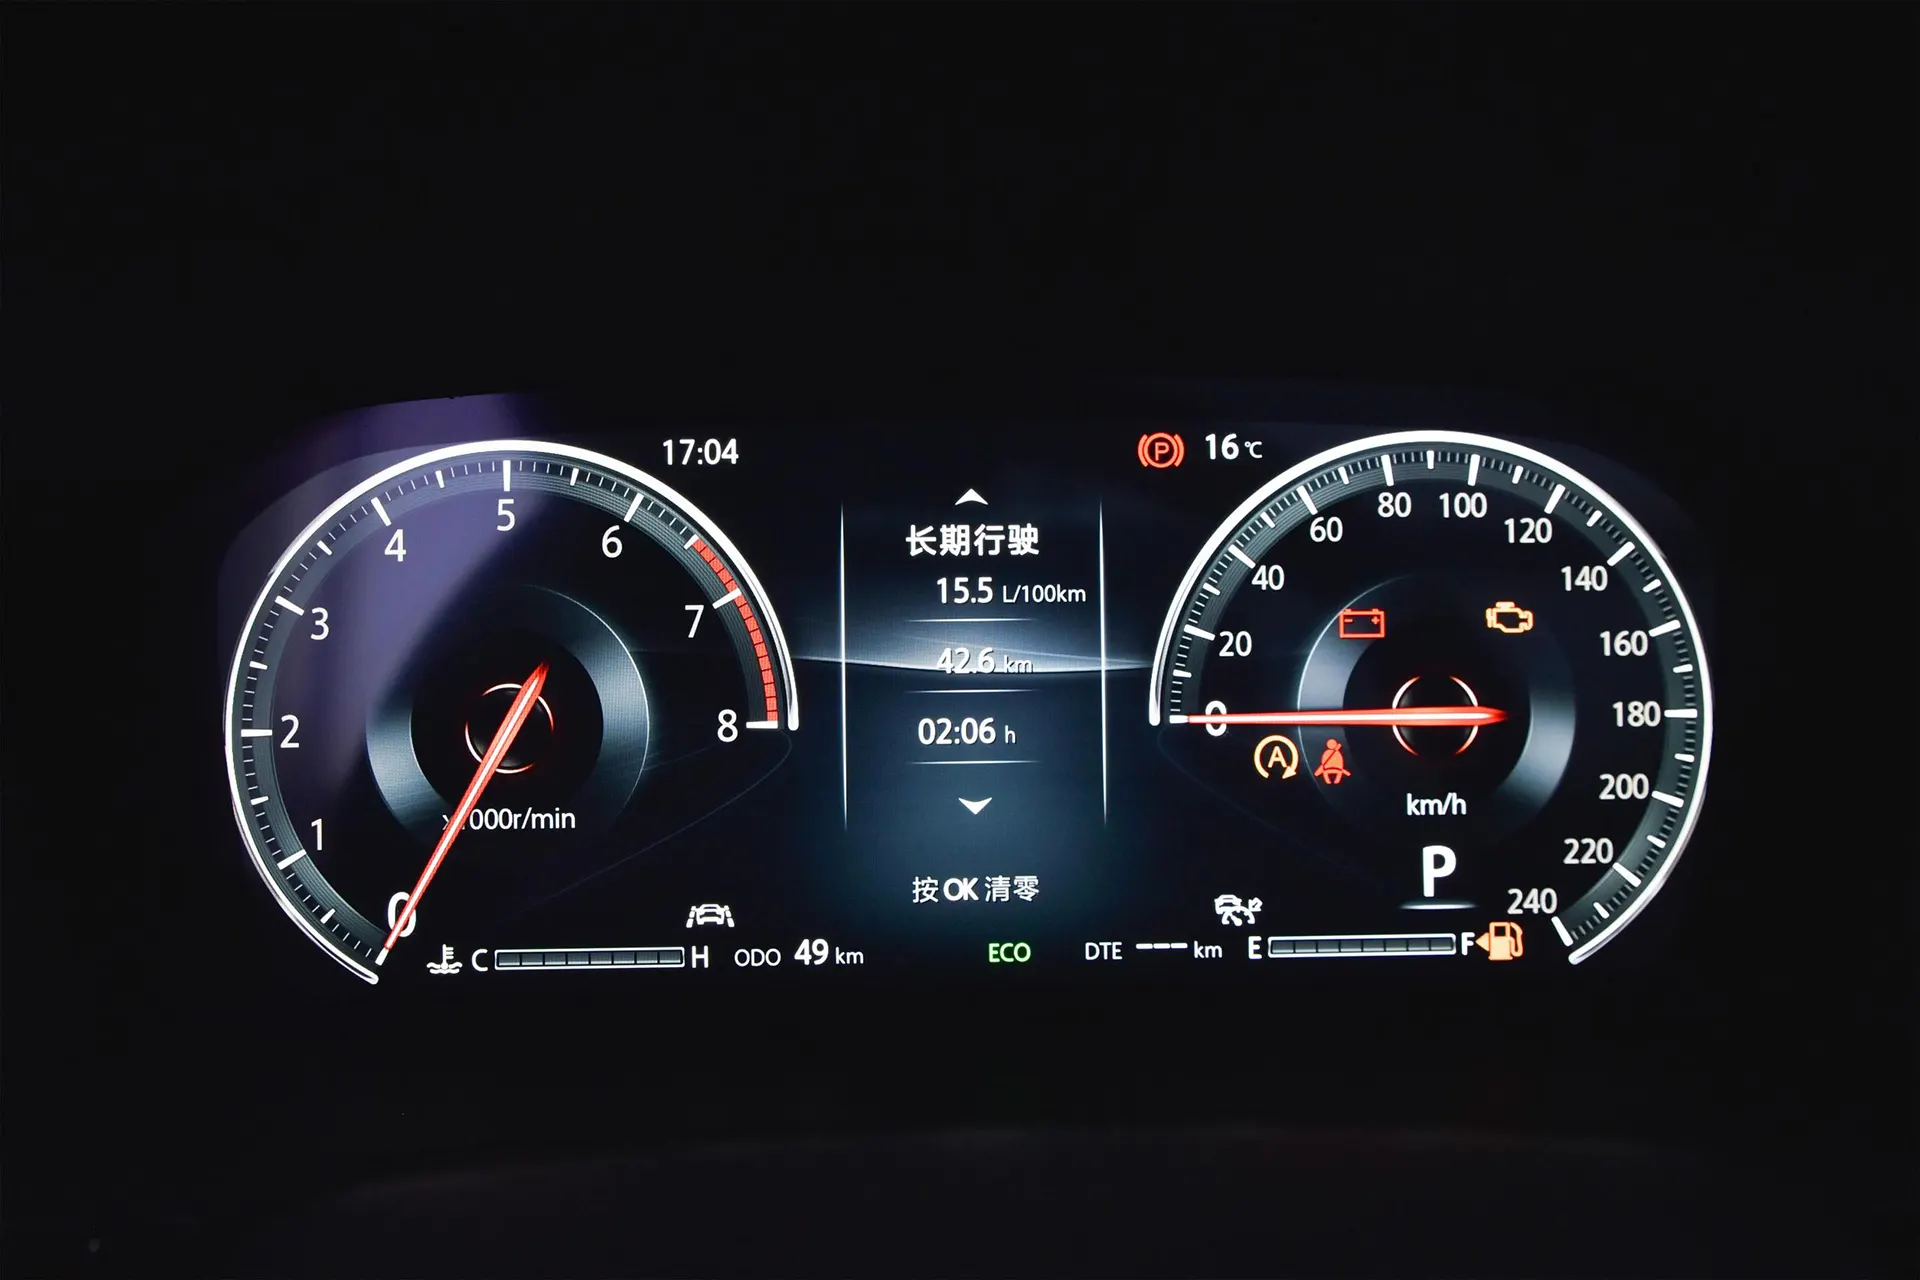 17:04
16 ℃
长期行驶
15.5 L/100km
42.6 km
02:06 h
按OK清零
0
1
2
3
4
5
6
7
8
x1000r/min
0
20
40
60
80
100
120
140
160
180
200
220
240
A
km/h
P
C H ODO 49 km ECO DTE --- km E F